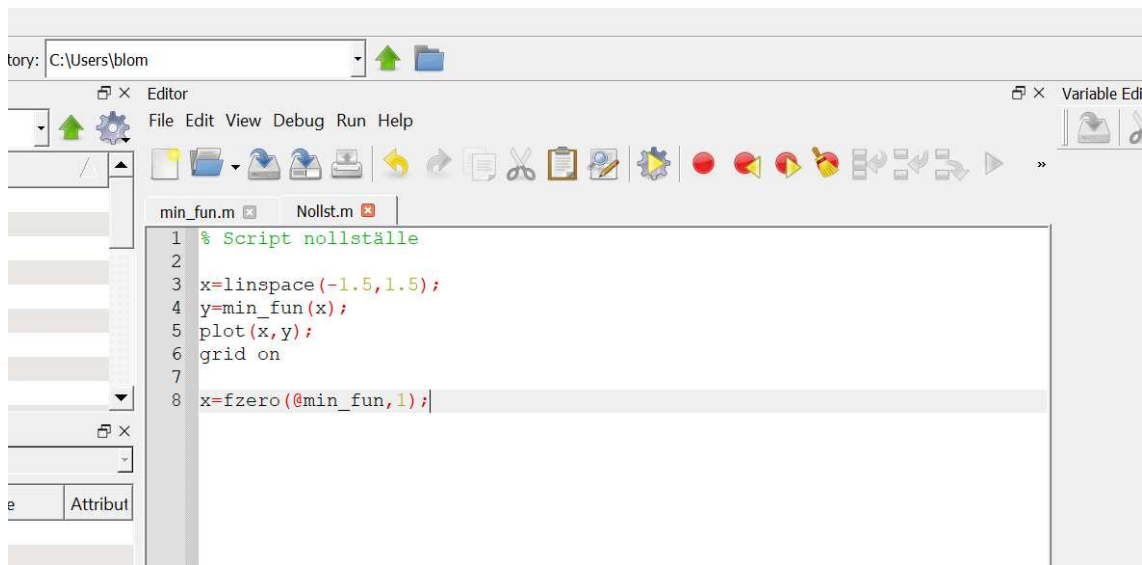 tory: C:\Users\blom
Editor
Variable Edi
File Edit View Debug Run Help
»
min_fun.m
Nollst.m
1 % Script nollställe
2
3 x=linspace(-1.5,1.5);
4 y=min_fun(x);
5 plot(x,y);
6 grid on
7
8 x=fzero(@min_fun,1);
e
Attribut